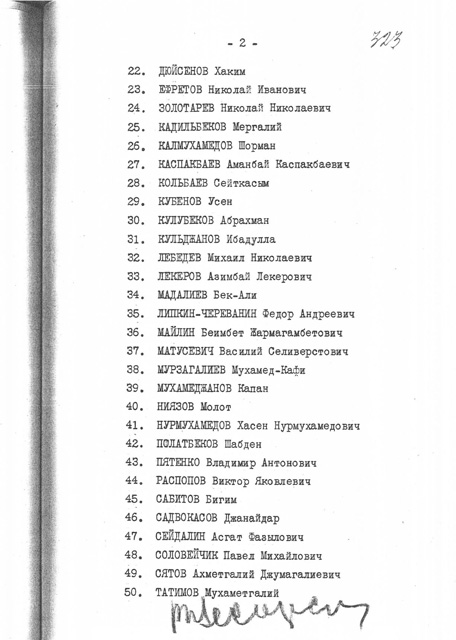 - 2 -
323
22. ДЮЙСЕНОВ Хаким
23. ЕФРЕТОВ Николай Иванович
24. ЗОЛОТАРЕВ Николай Николаевич
25. КАДИЛЬБЕКОВ Мергалий
26. КАЛМУХАМЕДОВ Шорман
27. КАСПАКБАЕВ Аманбай Каспакбаевич
28. КОЛЬБАЕВ Сейткасым
29. КУБЕНОВ Усен
30. КУЛУБЕКОВ Абрахман
31. КУЛЬДЖАНОВ Ибадулла
32. ЛЕБЕДЕВ Михаил Николаевич
33. ЛЕКЕРОВ Азимбай Лекерович
34. МАДАЛИЕВ Бек-Али
35. ЛИПКИН-ЧЕРЕВАНИН Федор Андреевич
36. МАЙЛИН Беимбет Жармагамбетович
37. МАТУСЕВИЧ Василий Селиверстович
38. МУРЗАГАЛИЕВ Мухамед-Кафи
39. МУХАМЕДЖАНОВ Капан
40. НИЯЗОВ Молот
41. НУРМУХАМЕДОВ Хасен Нурмухамедович
42. ПОЛАТБЕКОВ Шабден
43. ПЯТЕНКО Владимир Антонович
44. РАСПОПОВ Виктор Яковлевич
45. САБИТОВ Бигим
46. САДВОКАСОВ Джанайдар
47. СЕЙДАЛИН Асгат Фазылович
48. СОЛОВЕЙЧИК Павел Михайлович
49. СЯТОВ Ахметгалий Джумагалиевич
50. ТАТИМОВ Мухаметгалий